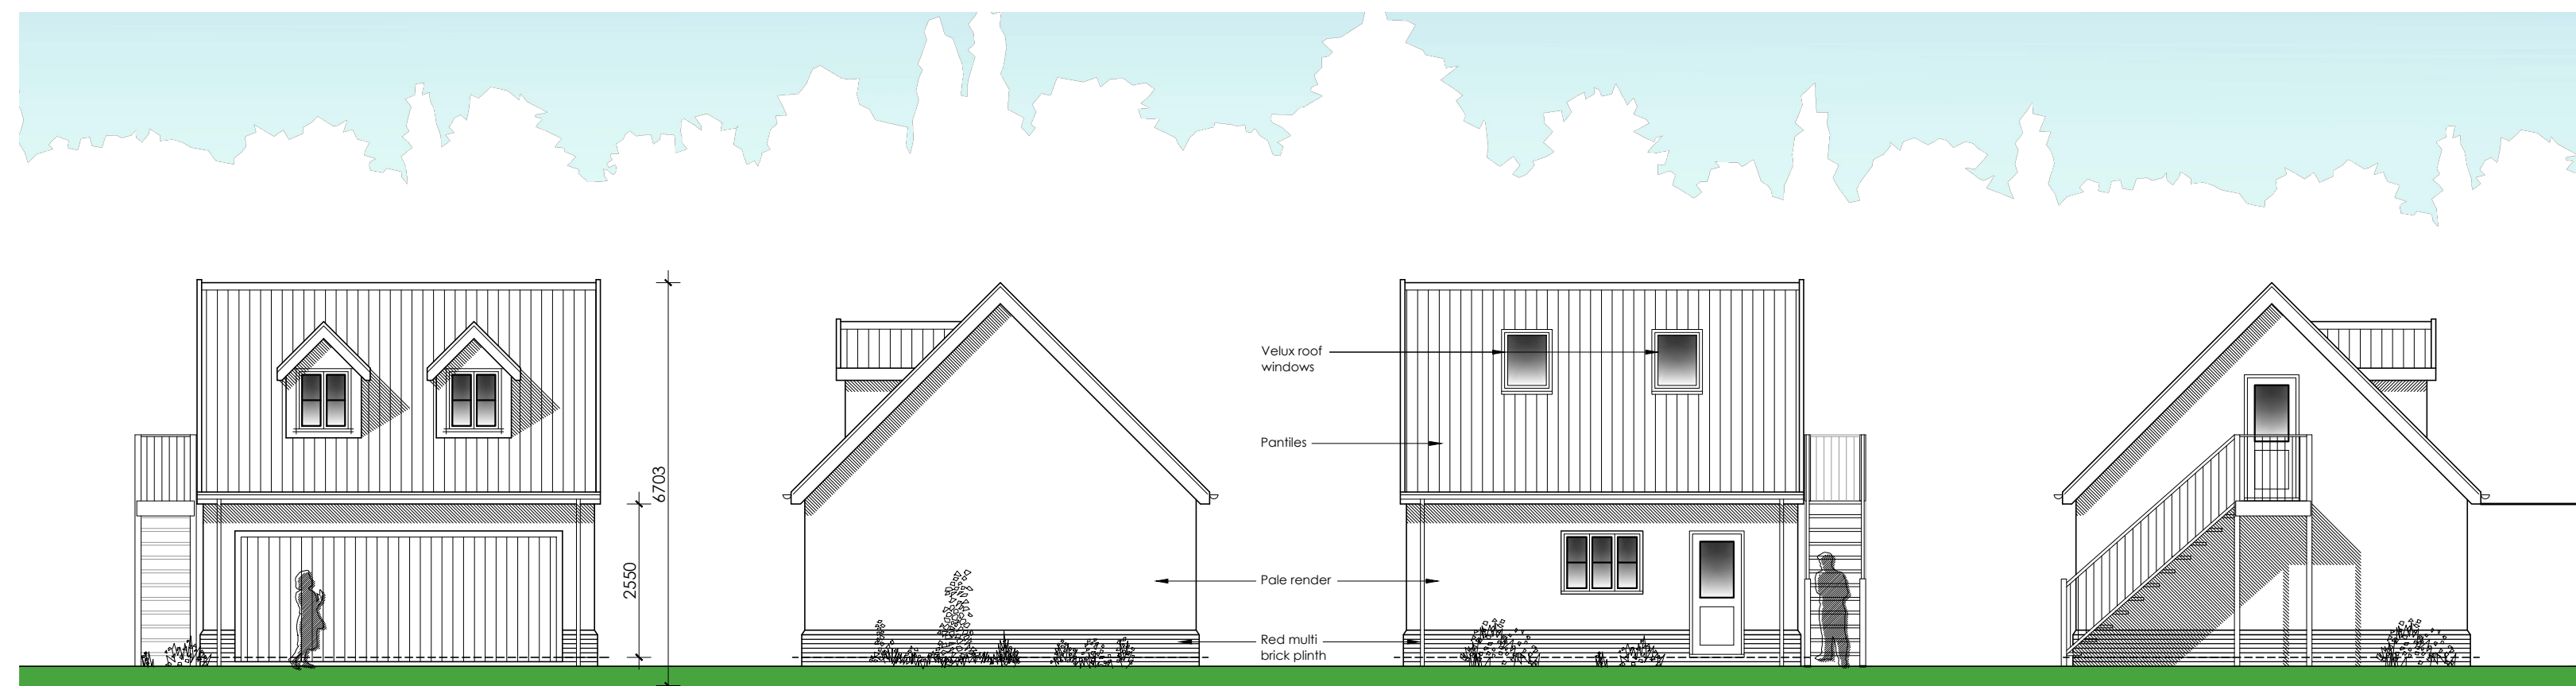 6703
2550
Velux roof
windows
Pantiles
Pale render
Red multi
brick plinth